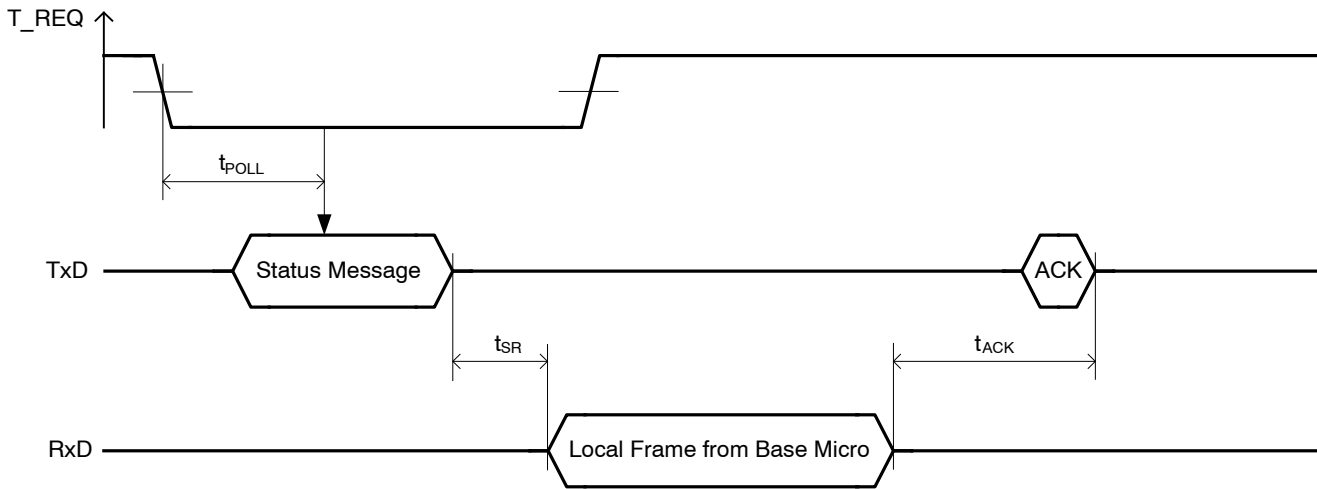 T_REQ
tPOLL
TxD
Status Message
ACK
tSR
tACK
RxD
Local Frame from Base Micro